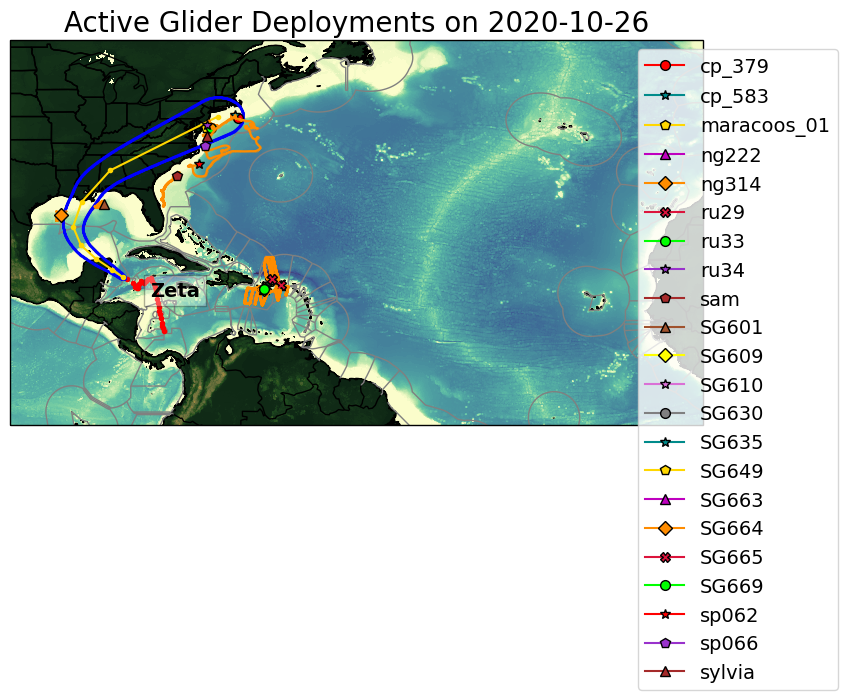 Active Glider Deployments on 2020-10-26
Zeta
cp_379
cp_583
maracoos_01
ng222
ng314
ru29
ru33
ru34
sam
SG601
SG609
SG610
SG630
SG635
SG649
SG663
SG664
SG665
SG669
sp062
sp066
sylvia